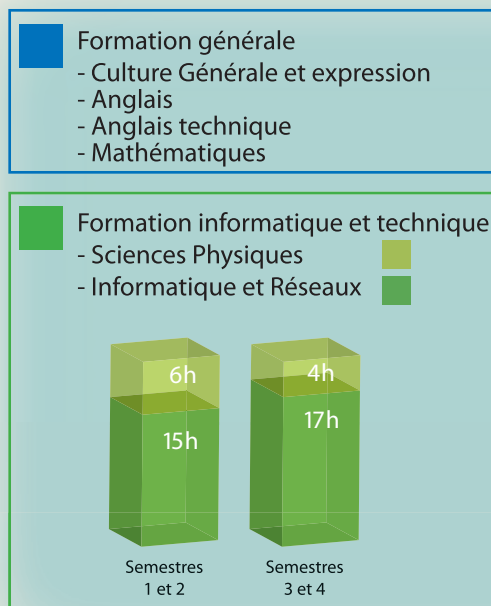 Formation générale
- Culture Générale et expression
- Anglais
- Anglais technique
- Mathématiques
Formation informatique et technique
- Sciences Physiques
- Informatique et Réseaux
6h
4h
15h
17h
Semestres
1 et 2
Semestres
3 et 4